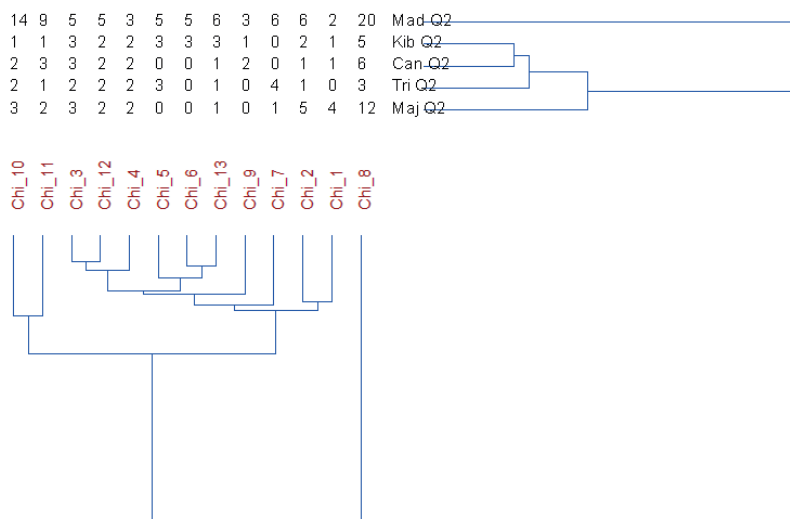 14 9 5 5 3 5 5 6 3 6 6 2 20 Mad Q2
1 1 3 2 2 3 3 3 1 0 2 1 5 Kib Q2
2 3 3 2 2 0 0 1 2 0 1 1 6 Can Q2
2 1 2 2 2 3 0 1 0 4 1 0 3 Tri Q2
3 2 3 2 2 0 0 1 0 1 5 4 12 Maj Q2
Chi_10
Chi_11
Chi_3
Chi_12
Chi_4
Chi_5
Chi_6
Chi_13
Chi_9
Chi_7
Chi_2
Chi_1
Chi_8